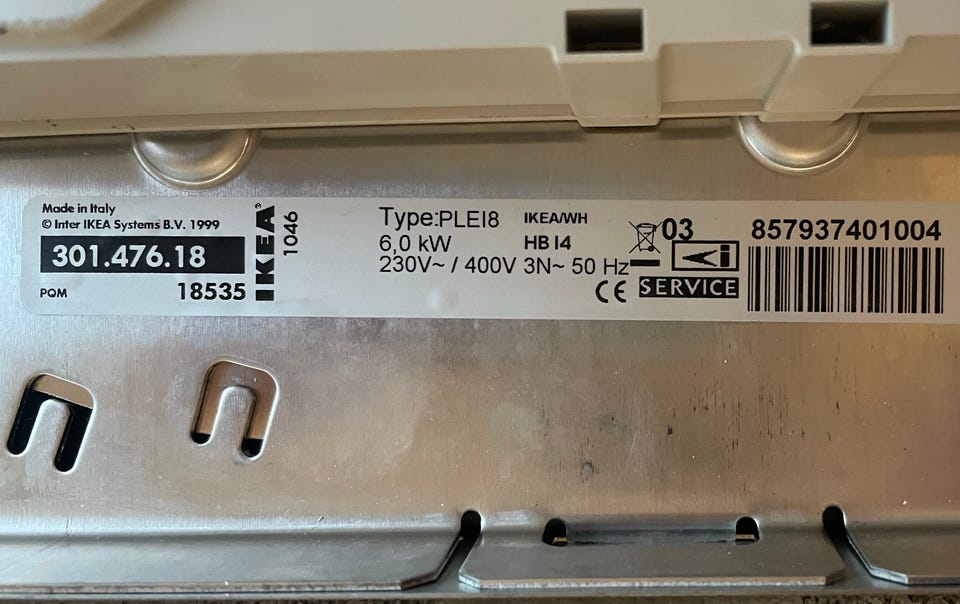 Made in Italy
© Inter IKEA Systems B.V. 1999
301.476.18
PQM 18535
IKEA
1046
Type:PLEI8 IKEA/WH
6,0 kW HB I4
230V~ / 400V 3N~ 50 Hz
CE
03
SERVICE
857937401004